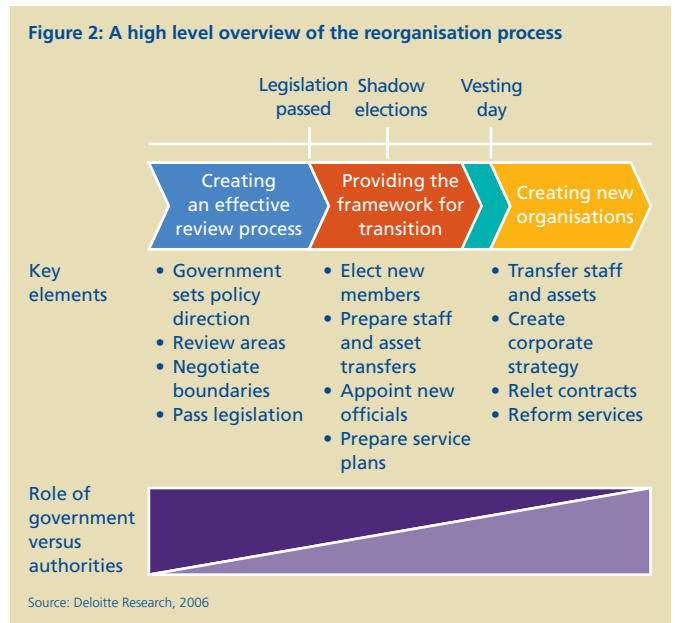 Figure 2: A high level overview of the reorganisation process
Legislation
passed
Shadow
elections
Vesting
day
Creating
an effective
review process
Providing the
framework for
transition
Creating new
organisations
Key
elements
• Government
sets policy
direction
• Review areas
• Negotiate
boundaries
• Pass legislation
• Elect new
members
• Prepare staff
and asset
transfers
• Appoint new
officials
• Prepare service
plans
• Transfer staff
and assets
• Create
corporate
strategy
• Relet contracts
• Reform services
Role of
government
versus
authorities
Source: Deloitte Research, 2006